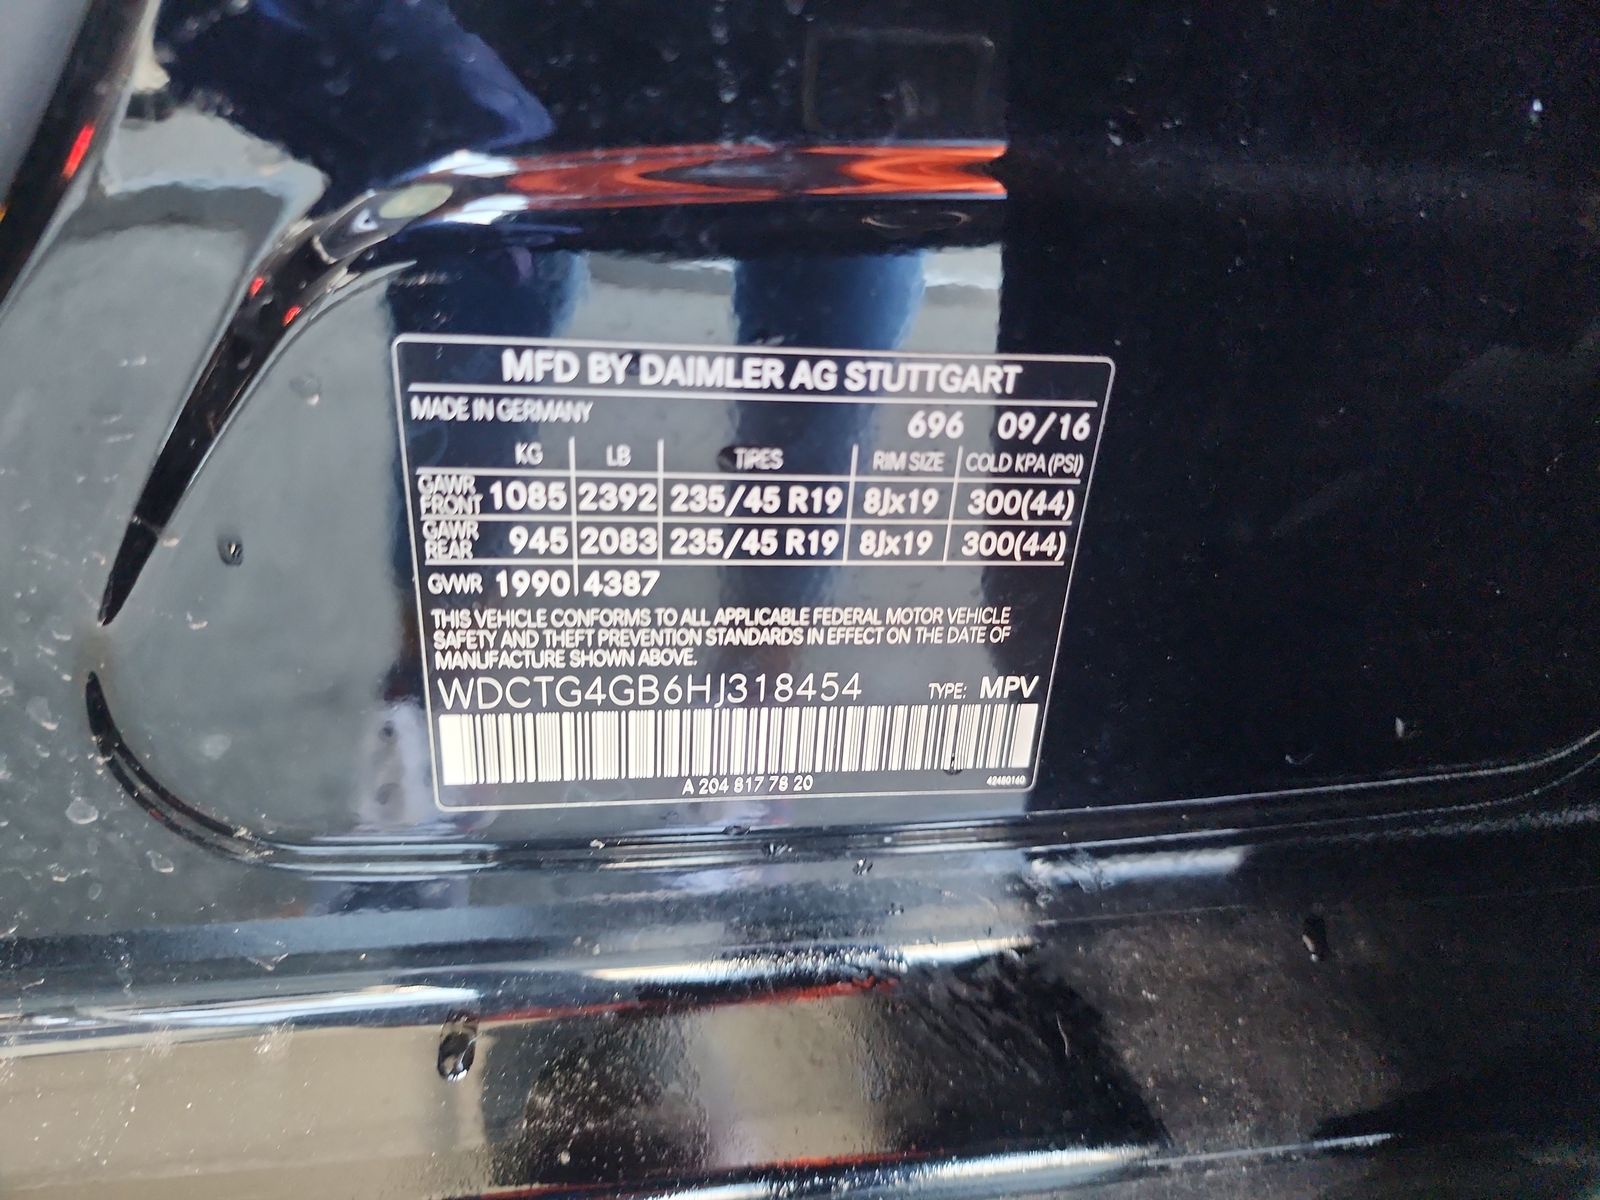 MFD BY DAIMLER AG STUTTGART
MADE IN GERMANY 696 09/16
KG LB TIRES RIM SIZE COLD KPA (PSI)
GAWR FRONT 1085 2392 235/45 R19 8Jx19 300(44)
GAWR REAR 945 2083 235/45 R19 8Jx19 300(44)
GVWR 1990 4387
THIS VEHICLE CONFORMS TO ALL APPLICABLE FEDERAL MOTOR VEHICLE
SAFETY AND THEFT PREVENTION STANDARDS IN EFFECT ON THE DATE OF
MANUFACTURE SHOWN ABOVE.
WDCTG4GB6HJ318454 TYPE: MPV
A 204 817 78 20 42480160